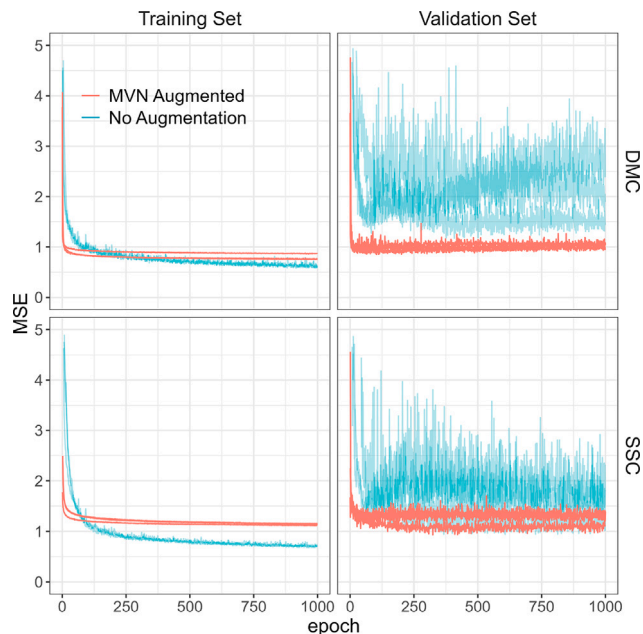 Training Set
Validation Set
5
4
3
2
1
0
MVN Augmented
No Augmentation
DMC
MSE
5
4
3
2
1
0
SSC
0
250
500
750
1000
0
250
500
750
1000
epoch